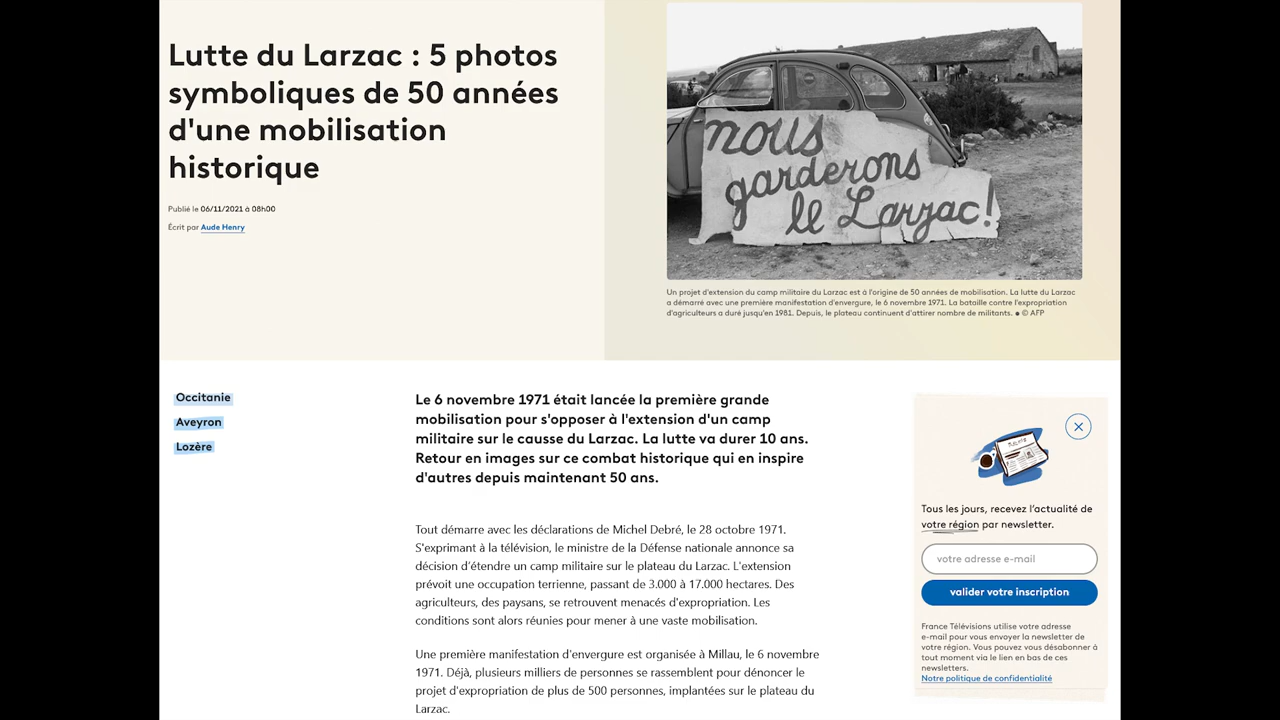 Lutte du Larzac : 5 photos
symboliques de 50 années
d'une mobilisation
historique
Publié le 06/11/2021 à 08h00
Écrit par Aude Henry
nous
garderons
le Larzac!
Un projet d'extension du camp militaire du Larzac est à l'origine de 50 années de mobilisation. La lutte du Larzac
a démarré avec une première manifestation d'envergure, le 6 novembre 1971. La bataille contre l'expropriation
d'agriculteurs a duré jusqu'en 1981. Depuis, le plateau continuent d'attirer nombre de militants. • © AFP
Occitanie
Aveyron
Lozère
Le 6 novembre 1971 était lancée la première grande
mobilisation pour s'opposer à l'extension d'un camp
militaire sur le causse du Larzac. La lutte va durer 10 ans.
Retour en images sur ce combat historique qui en inspire
d'autres depuis maintenant 50 ans.
Tout démarre avec les déclarations de Michel Debré, le 28 octobre 1971.
S'exprimant à la télévision, le ministre de la Défense nationale annonce sa
décision d'étendre un camp militaire sur le plateau du Larzac. L'extension
prévoit une occupation terrienne, passant de 3.000 à 17.000 hectares. Des
agriculteurs, des paysans, se retrouvent menacés d'expropriation. Les
conditions sont alors réunies pour mener à une vaste mobilisation.
Une première manifestation d'envergure est organisée à Millau, le 6 novembre
1971. Déjà, plusieurs milliers de personnes se rassemblent pour dénoncer le
projet d'expropriation de plus de 500 personnes, implantées sur le plateau du
Larzac.
Tous les jours, recevez l'actualité de
votre région par newsletter.
votre adresse e-mail
valider votre inscription
France Télévisions utilise votre adresse
e-mail pour vous envoyer la newsletter de
votre région. Vous pouvez vous désabonner à
tout moment via le lien en bas de ces
newsletters.
Notre politique de confidentialité